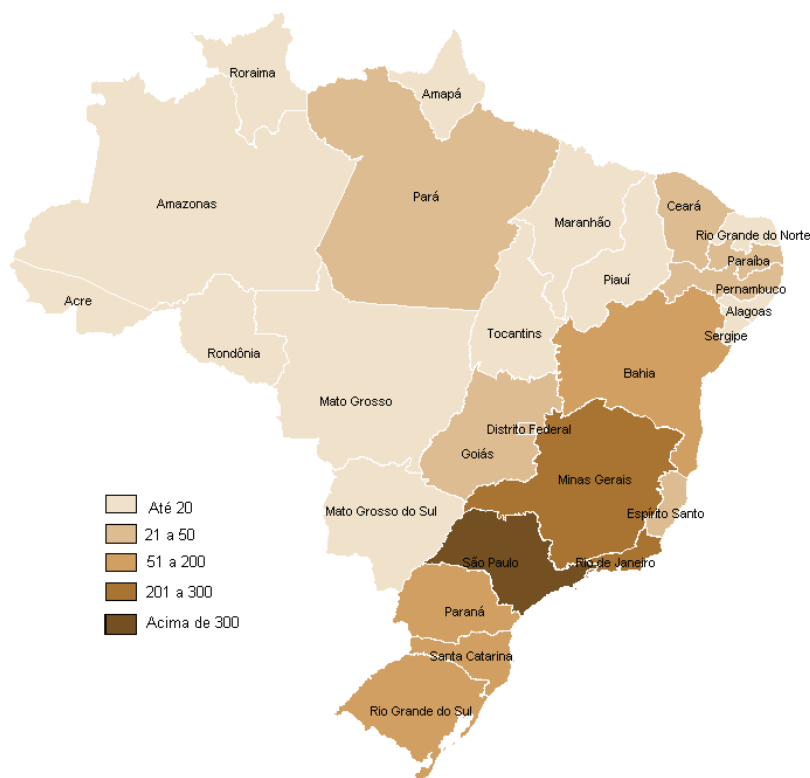 Roraima
Amapá
Amazonas
Pará
Maranhão
Ceará
Rio Grande do Norte
Paraíba
Piauí
Pernambuco
Acre
Alagoas
Rondônia
Tocantins
Sergipe
Bahia
Mato Grosso
Distrito Federal
Goiás
Minas Gerais
Mato Grosso do Sul
Espírito Santo
São Paulo
Rio de Janeiro
Paraná
Santa Catarina
Rio Grande do Sul
Até 20
21 a 50
51 a 200
201 a 300
Acima de 300